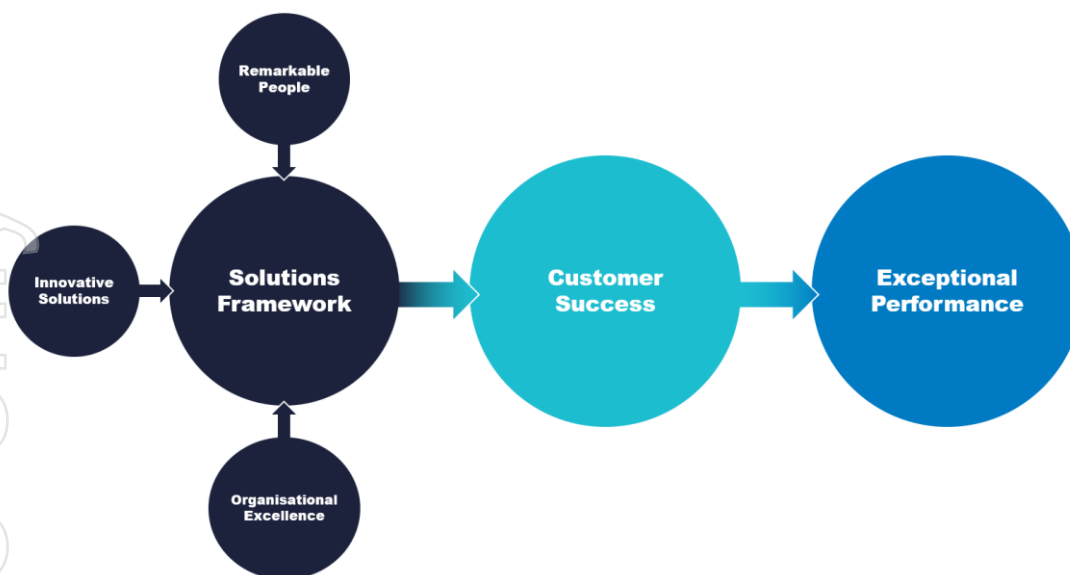 Remarkable
People
Innovative
Solutions
Solutions
Framework
Customer
Success
Exceptional
Performance
Organisational
Excellence